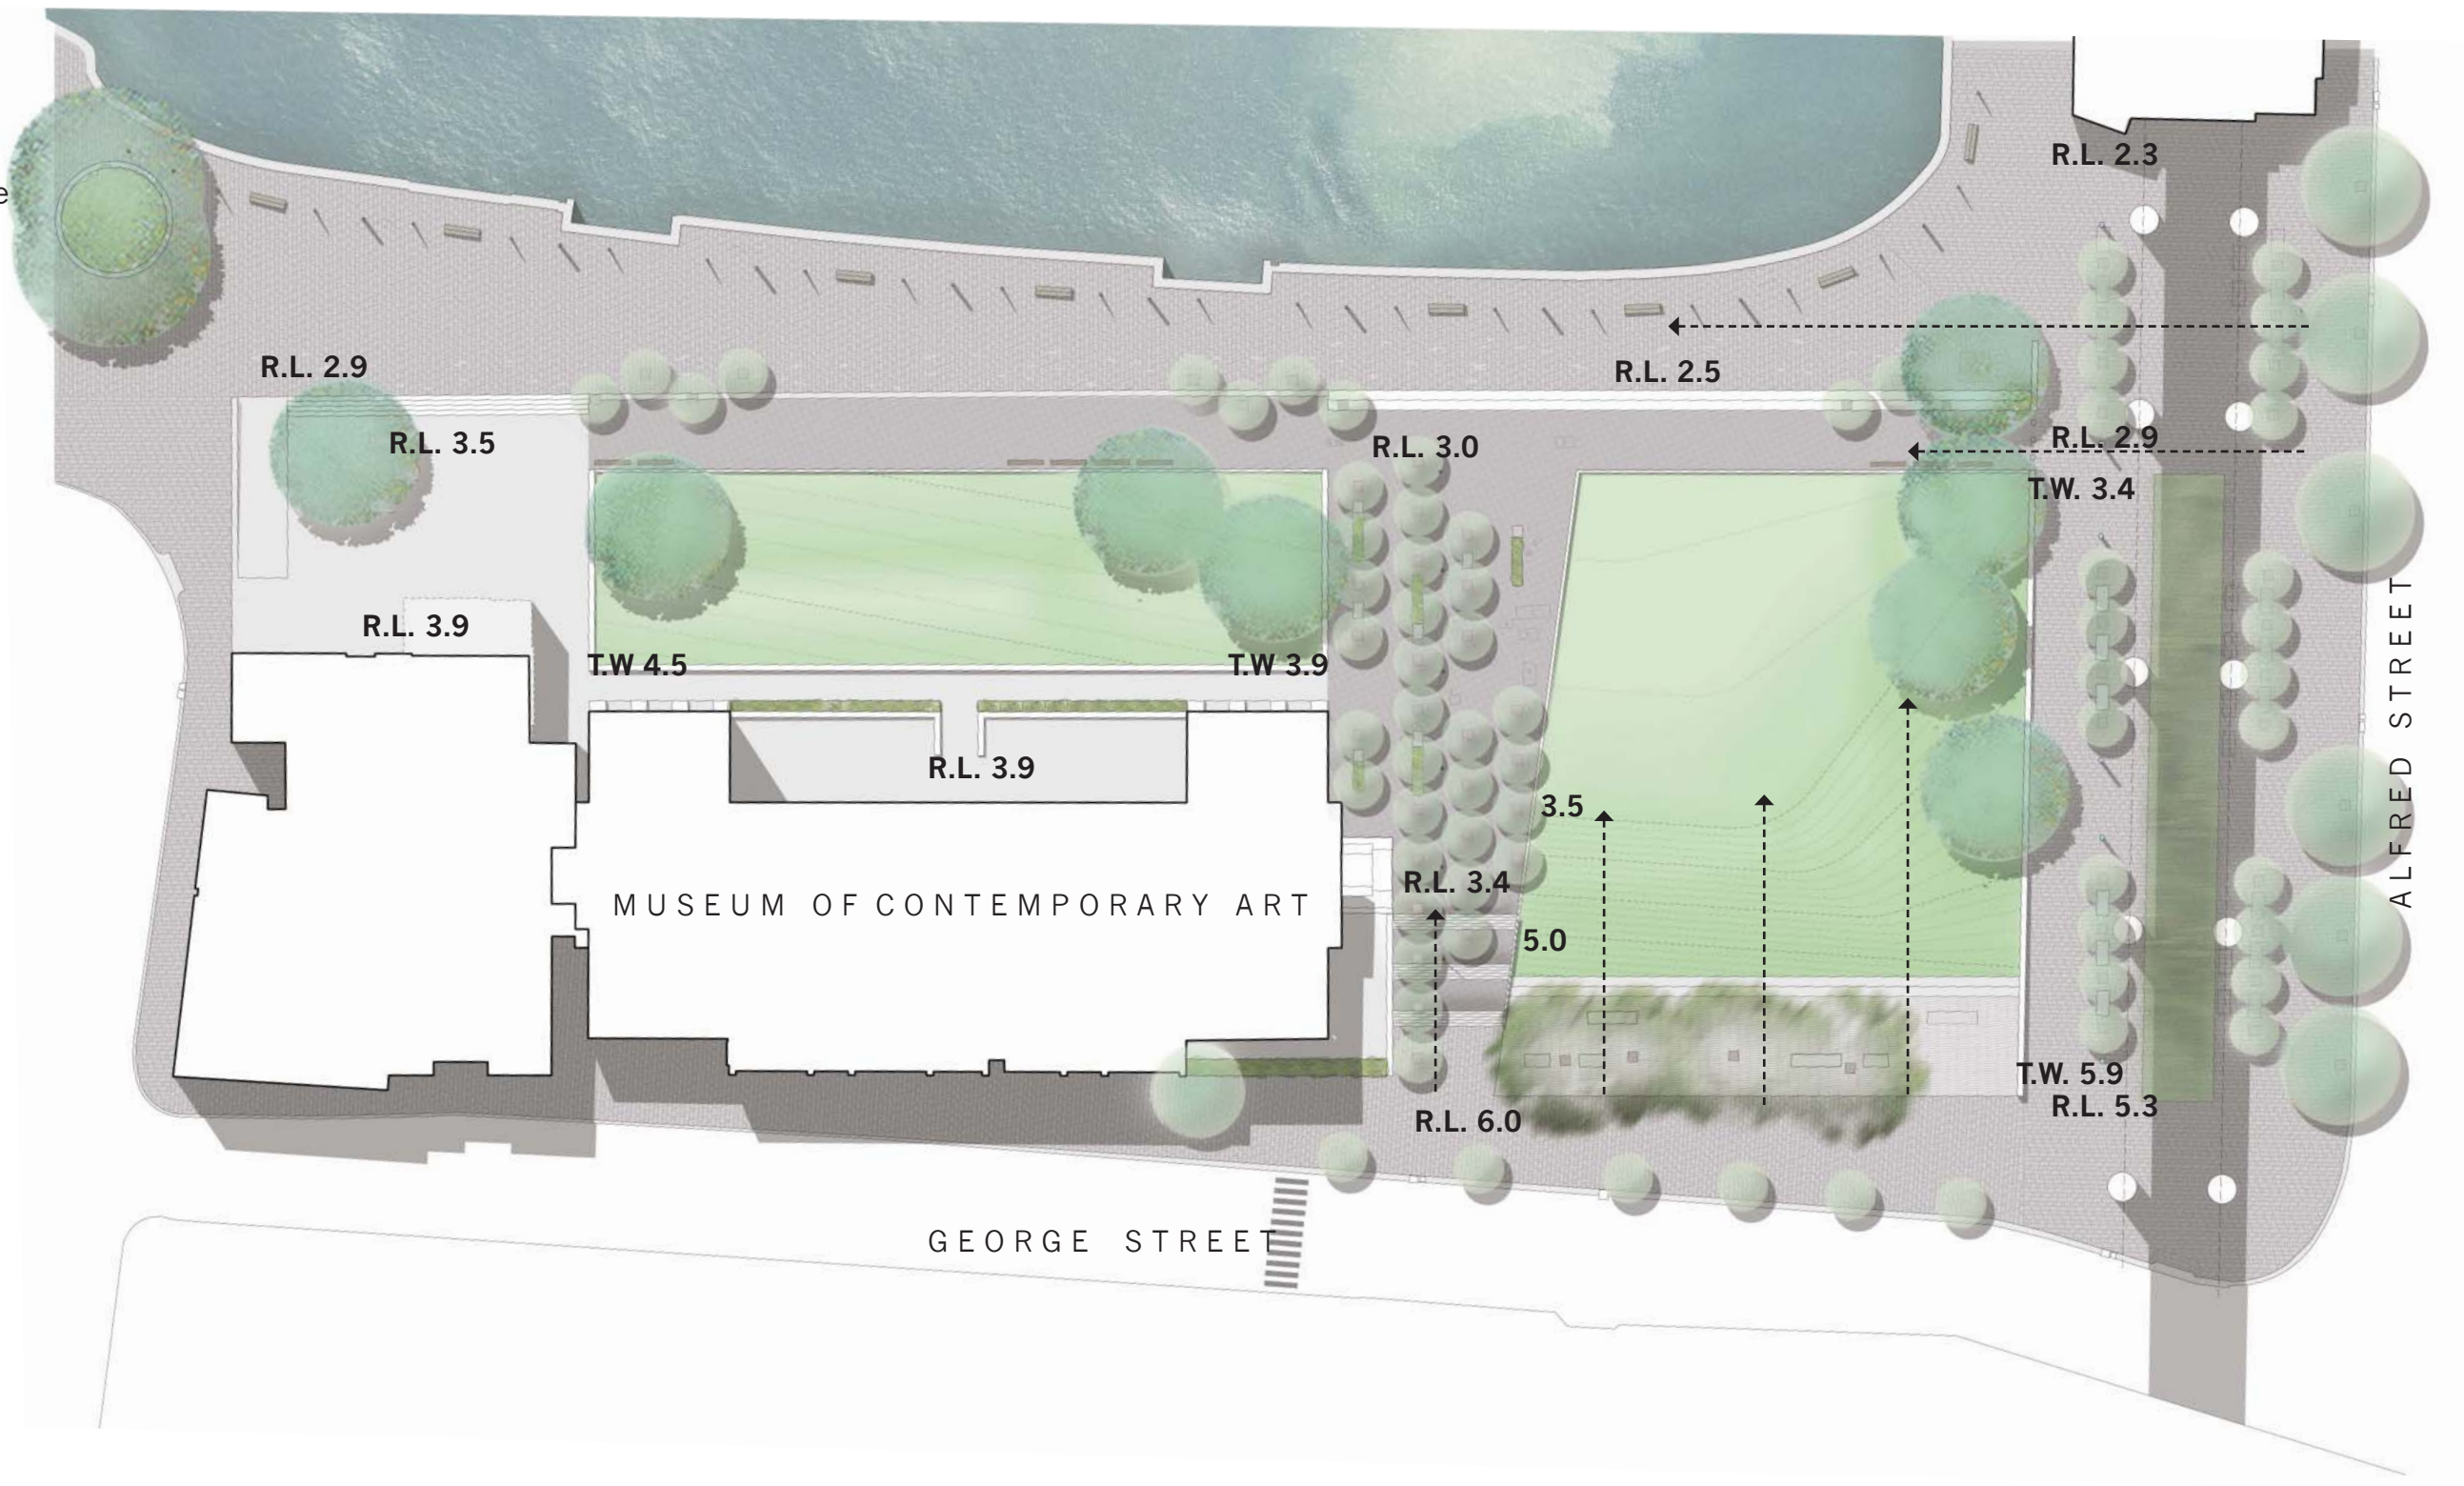 R.L. 2.3
e
R.L. 2.9
R.L. 2.5
R.L. 3.5
R.L. 3.0
R.L. 2.9
T.W. 3.4
R.L. 3.9
T.W 4.5
T.W 3.9
ALFRED STREET
R.L. 3.9
3.5
R.L. 3.4
MUSEUM OF CONTEMPORARY ART
5.0
T.W. 5.9
R.L. 5.3
R.L. 6.0
GEORGE STREET